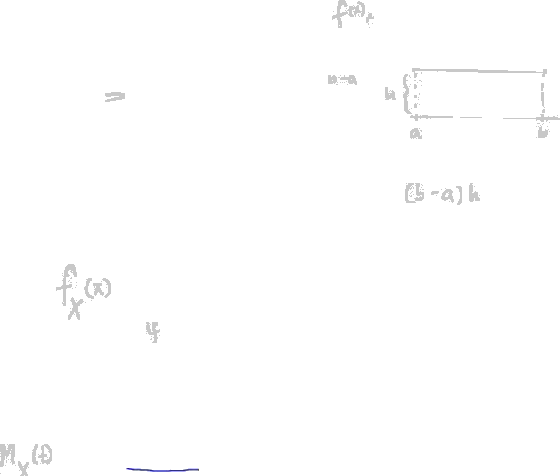 f(x)
=
h
a b
(b-a)h
f_X(x)
M_X(t)